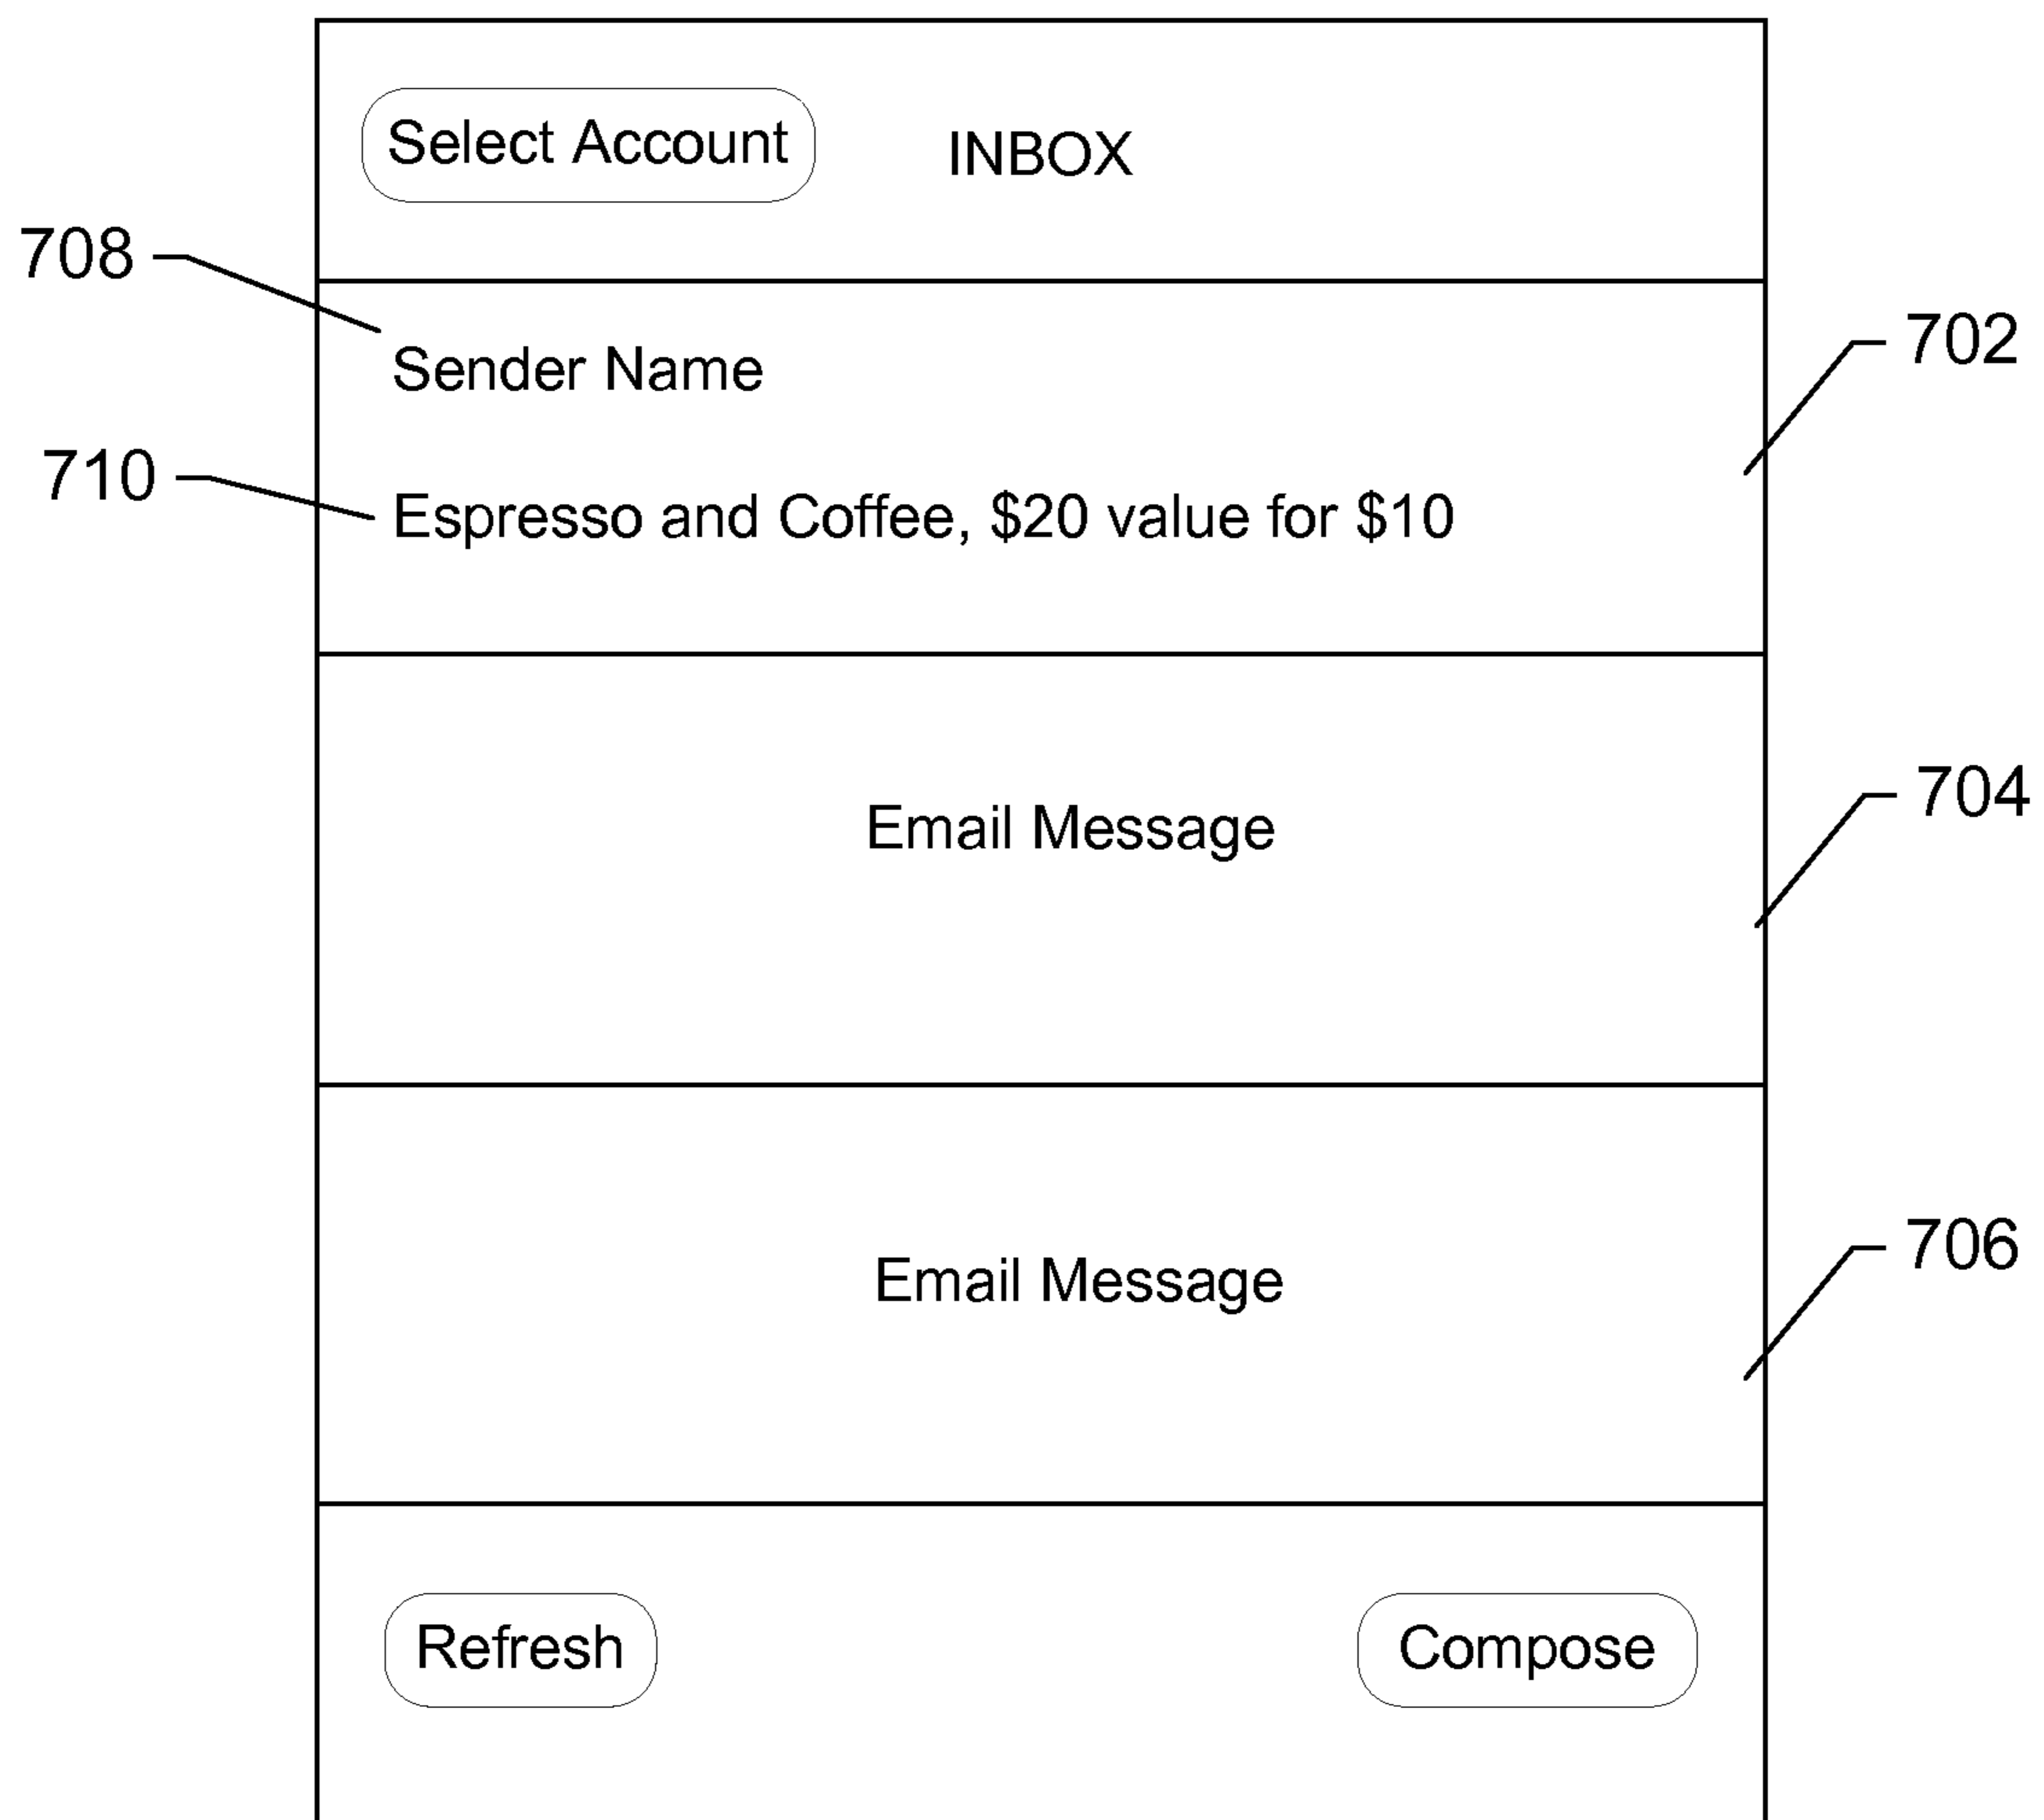 Select Account INBOX
708
Sender Name
702
710
Espresso and Coffee, $20 value for $10
704
Email Message
706
Email Message
Refresh Compose